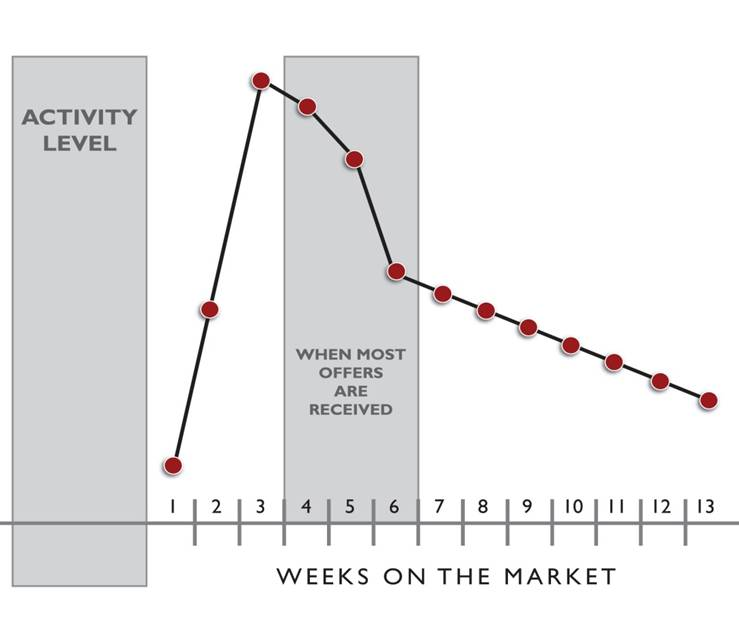 ACTIVITY
LEVEL
WHEN MOST
OFFERS
ARE
RECEIVED
1 2 3 4 5 6 7 8 9 10 11 12 13
WEEKS ON THE MARKET